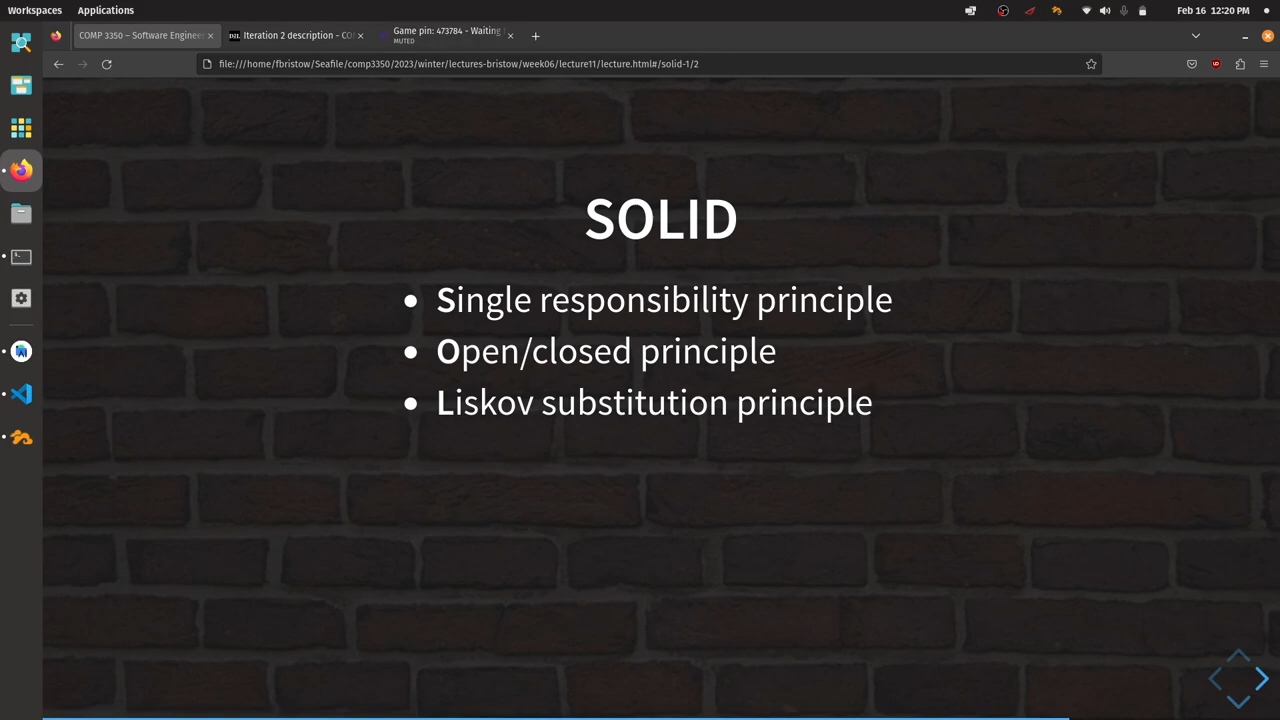 Workspaces Applications Feb 16 12:20 PM
COMP 3350 – Software Enginee Iteration 2 description - CO Game pin: 473784 - Waiting
MUTED
file:///home/fbristow/Seafile/comp3350/2023/winter/lectures-bristow/week06/lecture11/lecture.html#/solid-1/2
SOLID
Single responsibility principle
Open/closed principle
Liskov substitution principle